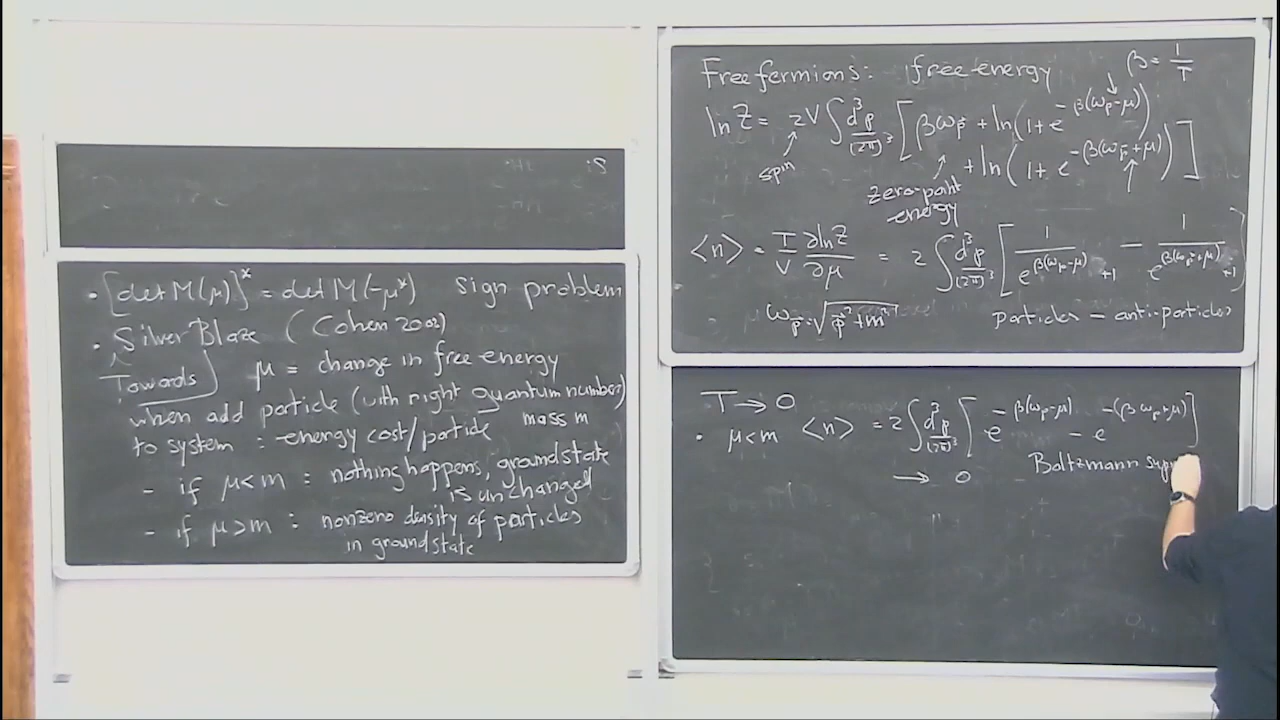 • [det M(μ)]* = det M(-μ*) sign problem
• Silver Blaze (Cohen 2002)
Towards
μ = change in free energy
when add particle (with right quantum number)
to system : energy cost/particle mass m
- if μ<m : nothing happens, groundstate
is unchanged
- if μ>m : nonzero density of particles
in groundstate
Free fermions: free energy β = 1/T
ln Z = 2V ∫ d³p/(2π)³ [ βω_p + ln(1+e^{-β(ω_p-μ)})
+ ln(1+e^{-β(ω_p+μ)}) ]
spin
zero-point
energy
<n> = T/V ∂lnZ/∂μ = 2 ∫ d³p/(2π)³ [ 1/(e^{β(ω_p-μ)}+1) - 1/(e^{β(ω_p+μ)}+1) ]
ω_p = √(p²+m²) particles - anti-particles
T → 0
• μ<m <n> = 2 ∫ d³p/(2π)³ [ e^{-β(ω_p-μ)} - e^{-(βω_p+μ)} ]
→ 0 Boltzmann